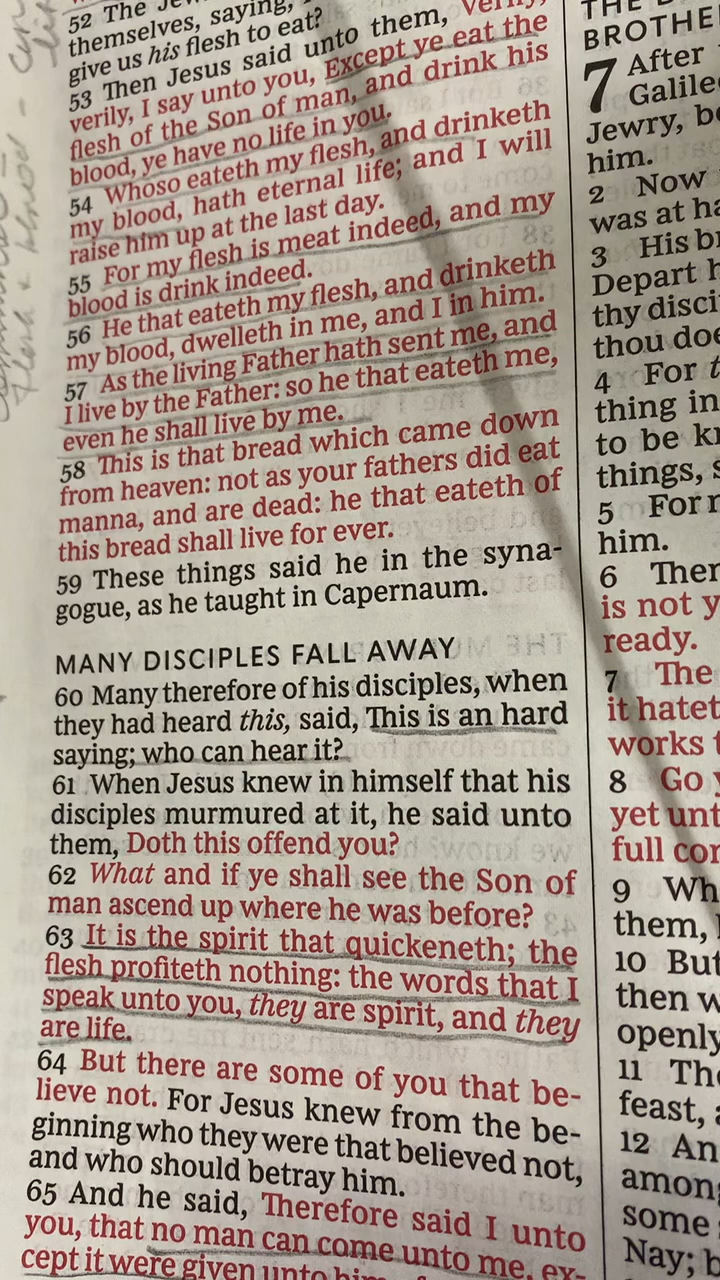 52 The
themselves, saying,
give us his flesh to eat?
53 Then Jesus said unto them, Verily,
verily, I say unto you, Except ye eat the
flesh of the Son of man, and drink his
blood, ye have no life in you.
54 Whoso eateth my flesh, and drinketh
my blood, hath eternal life; and I will
raise him up at the last day.
55 For my flesh is meat indeed, and my
blood is drink indeed.
56 He that eateth my flesh, and drinketh
my blood, dwelleth in me, and I in him.
57 As the living Father hath sent me, and
I live by the Father: so he that eateth me,
even he shall live by me.
58 This is that bread which came down
from heaven: not as your fathers did eat
manna, and are dead: he that eateth of
this bread shall live for ever.
59 These things said he in the syna-
gogue, as he taught in Capernaum.
MANY DISCIPLES FALL AWAY
60 Many therefore of his disciples, when
they had heard this, said, This is an hard
saying; who can hear it?
61 When Jesus knew in himself that his
disciples murmured at it, he said unto
them, Doth this offend you?
62 What and if ye shall see the Son of
man ascend up where he was before?
63 It is the spirit that quickeneth; the
flesh profiteth nothing: the words that I
speak unto you, they are spirit, and they
are life.
64 But there are some of you that be-
lieve not. For Jesus knew from the be-
ginning who they were that believed not,
and who should betray him.
65 And he said, Therefore said I unto
you, that no man can come unto me, ex-
cept it were given unto him
THE
BROTHE
7 After
Galile
Jewry, be
him.
2 Now
was at ha
3 His br
Depart h
thy disci
thou doe
4 For t
thing in
to be kn
things, s
5 For n
him.
6 Then
is not y
ready.
7 The
it hatet
works t
8 Go y
yet unt
full cor
9 Wh
them, I
10 But
then w
openly
11 The
feast, a
12 An
among
some
Nay; b
flesh & blood -